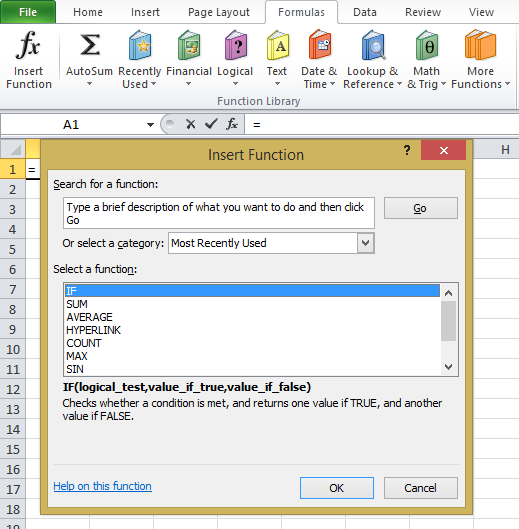 File Home Insert Page Layout Formulas Data Review View
fx Σ A θ
Insert Function AutoSum Recently Used Financial Logical Text Date & Time Lookup & Reference Math & Trig More Functions
Function Library
A1 fx =
Insert Function ?
H
1 =
2
3
4
5
6
7
8
9
10
11
12
13
14
15
16
17
18
19
Search for a function:
Type a brief description of what you want to do and then click
Go
Go
Or select a category: Most Recently Used
Select a function:
IF
SUM
AVERAGE
HYPERLINK
COUNT
MAX
SIN
IF(logical_test,value_if_true,value_if_false)
Checks whether a condition is met, and returns one value if TRUE, and another
value if FALSE.
Help on this function OK Cancel